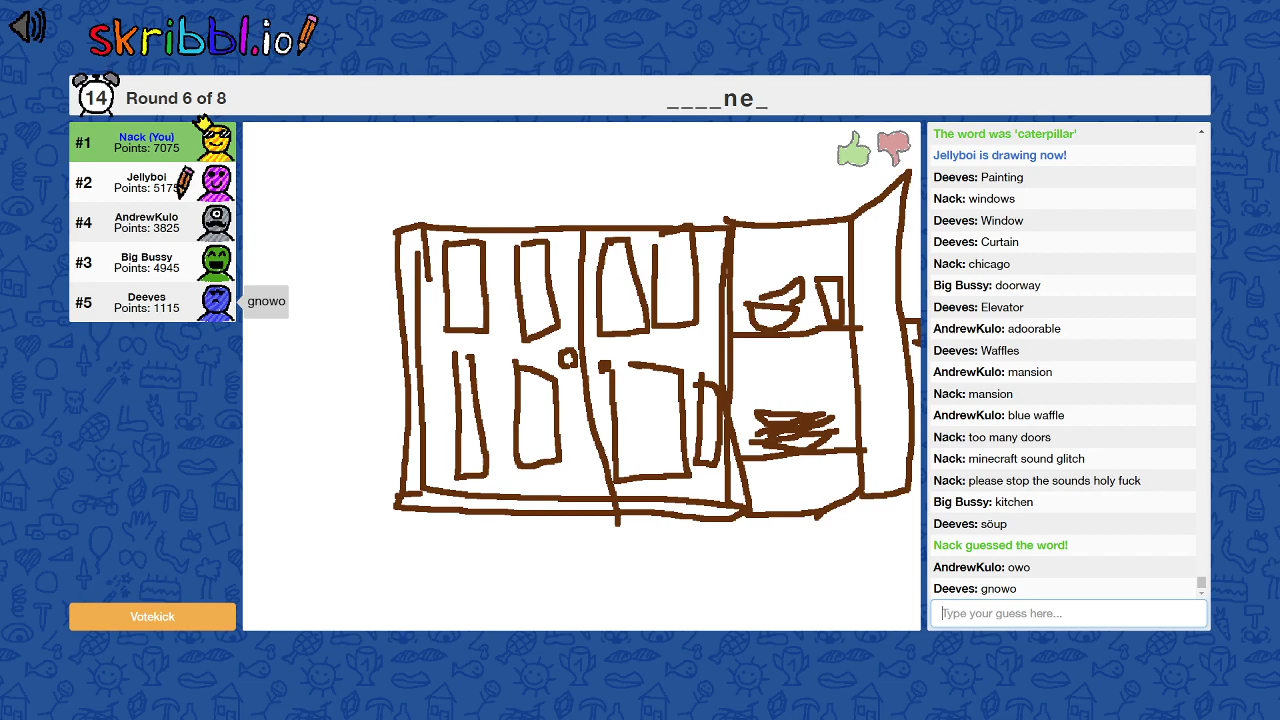 skribbl.io
14
Round 6 of 8
____ne_
#1
Nack (You)
Points: 7075
#2
Jellyboi
Points: 5175
#4
AndrewKulo
Points: 3825
#3
Big Bussy
Points: 4945
#5
Deeves
Points: 1115
gnowo
Votekick
The word was 'caterpillar'
Jellyboi is drawing now!
Deeves: Painting
Nack: windows
Deeves: Window
Deeves: Curtain
Nack: chicago
Big Bussy: doorway
Deeves: Elevator
AndrewKulo: adoorable
Deeves: Waffles
AndrewKulo: mansion
Nack: mansion
AndrewKulo: blue waffle
Nack: too many doors
Nack: minecraft sound glitch
Nack: please stop the sounds holy fuck
Big Bussy: kitchen
Deeves: söup
Nack guessed the word!
AndrewKulo: owo
Deeves: gnowo
Type your guess here...